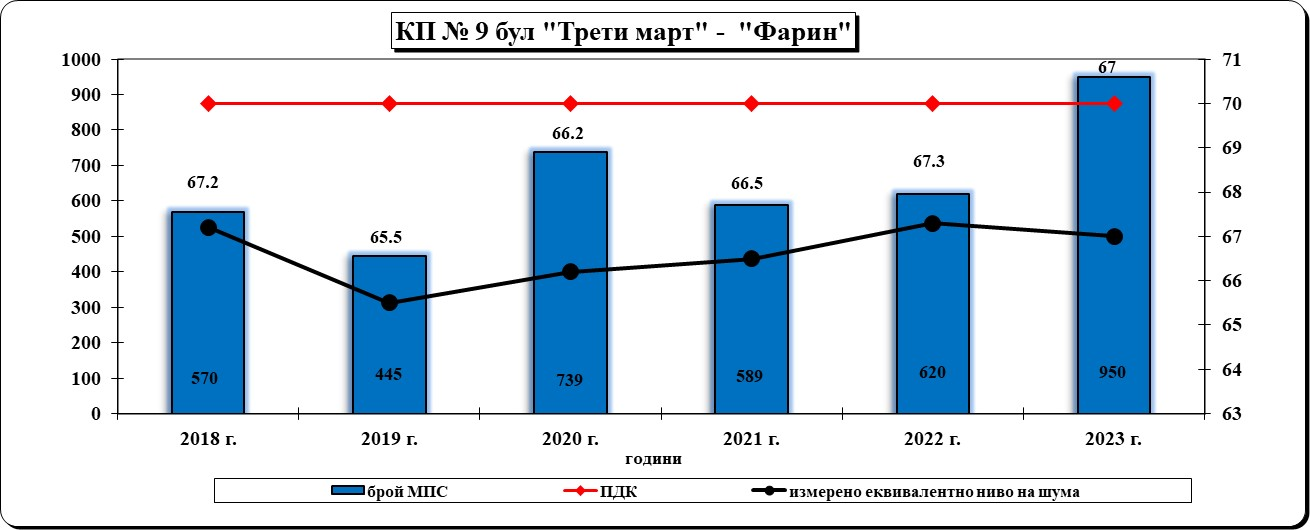 КП № 9 бул "Трети март" - "Фарин"
1000 71
900 70
800 69
700 68
600 67
500 66
400 65
300 64
200 63
100
0
67.2 65.5 66.2 66.5 67.3 67
570 445 739 589 620 950
2018 г. 2019 г. 2020 г. 2021 г. 2022 г. 2023 г.
години
брой МПС ПДК измерено еквивалентно ниво на шума